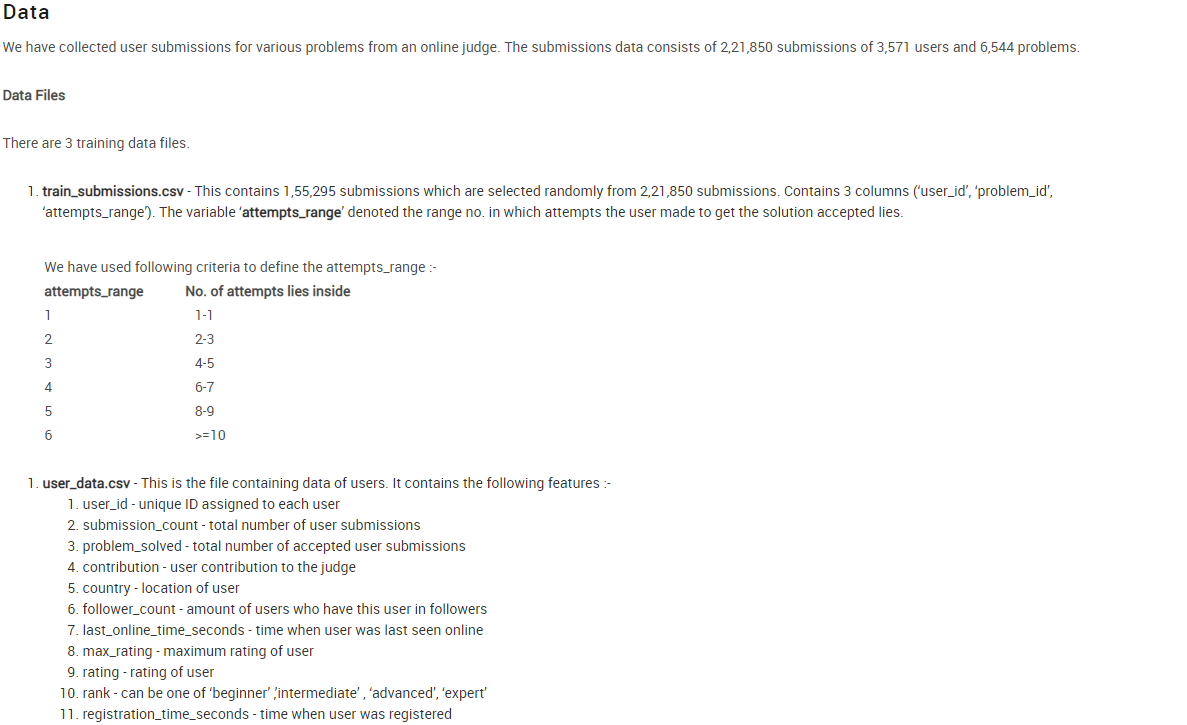 Data
We have collected user submissions for various problems from an online judge. The submissions data consists of 2,21,850 submissions of 3,571 users and 6,544 problems.
Data Files
There are 3 training data files.
1. train_submissions.csv - This contains 1,55,295 submissions which are selected randomly from 2,21,850 submissions. Contains 3 columns (‘user_id’, ‘problem_id’,
‘attempts_range’). The variable ‘attempts_range’ denoted the range no. in which attempts the user made to get the solution accepted lies.
We have used following criteria to define the attempts_range :-
attempts_range No. of attempts lies inside
1 1-1
2 2-3
3 4-5
4 6-7
5 8-9
6 >=10
1. user_data.csv - This is the file containing data of users. It contains the following features :-
1. user_id - unique ID assigned to each user
2. submission_count - total number of user submissions
3. problem_solved - total number of accepted user submissions
4. contribution - user contribution to the judge
5. country - location of user
6. follower_count - amount of users who have this user in followers
7. last_online_time_seconds - time when user was last seen online
8. max_rating - maximum rating of user
9. rating - rating of user
10. rank - can be one of ‘beginner’ ,’intermediate’ , ‘advanced’, ‘expert’
11. registration_time_seconds - time when user was registered